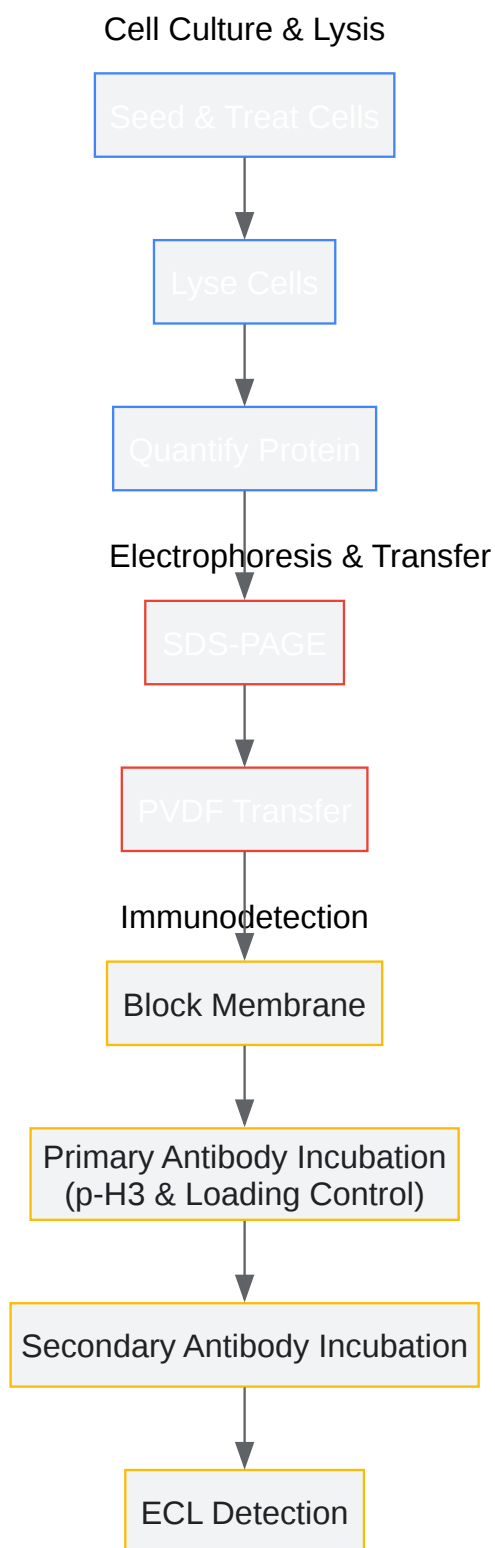 Cell Culture & Lysis
Seed & Treat Cells
Lyse Cells
Quantify Protein
Electrophoresis & Transfer
SDS-PAGE
PVDF Transfer
Immunodetection
Block Membrane
Primary Antibody Incubation
(p-H3 & Loading Control)
Secondary Antibody Incubation
ECL Detection